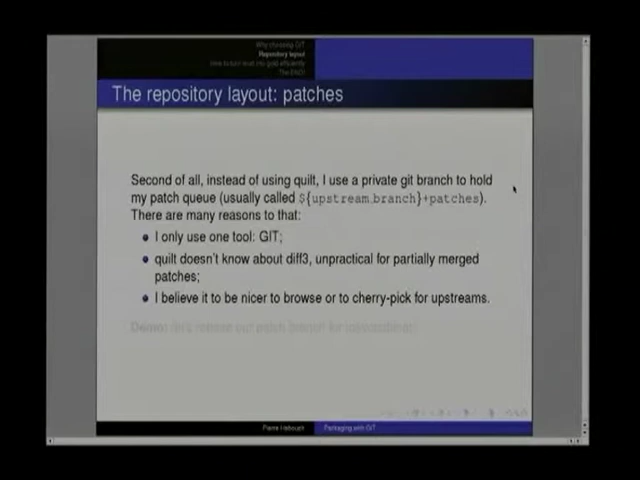 Why choosing GIT
Repository layout
The END!
The repository layout: patches
Second of all, instead of using quilt, I use a private git branch to hold
my patch queue (usually called ${upstream_branch}+patches).
There are many reasons to that:
I only use one tool: GIT;
quilt doesn't know about diff3, unpractical for partially merged
patches;
I believe it to be nicer to browse or to cherry-pick for upstreams.
Demo:
Pierre Habouzit
Packaging with GIT